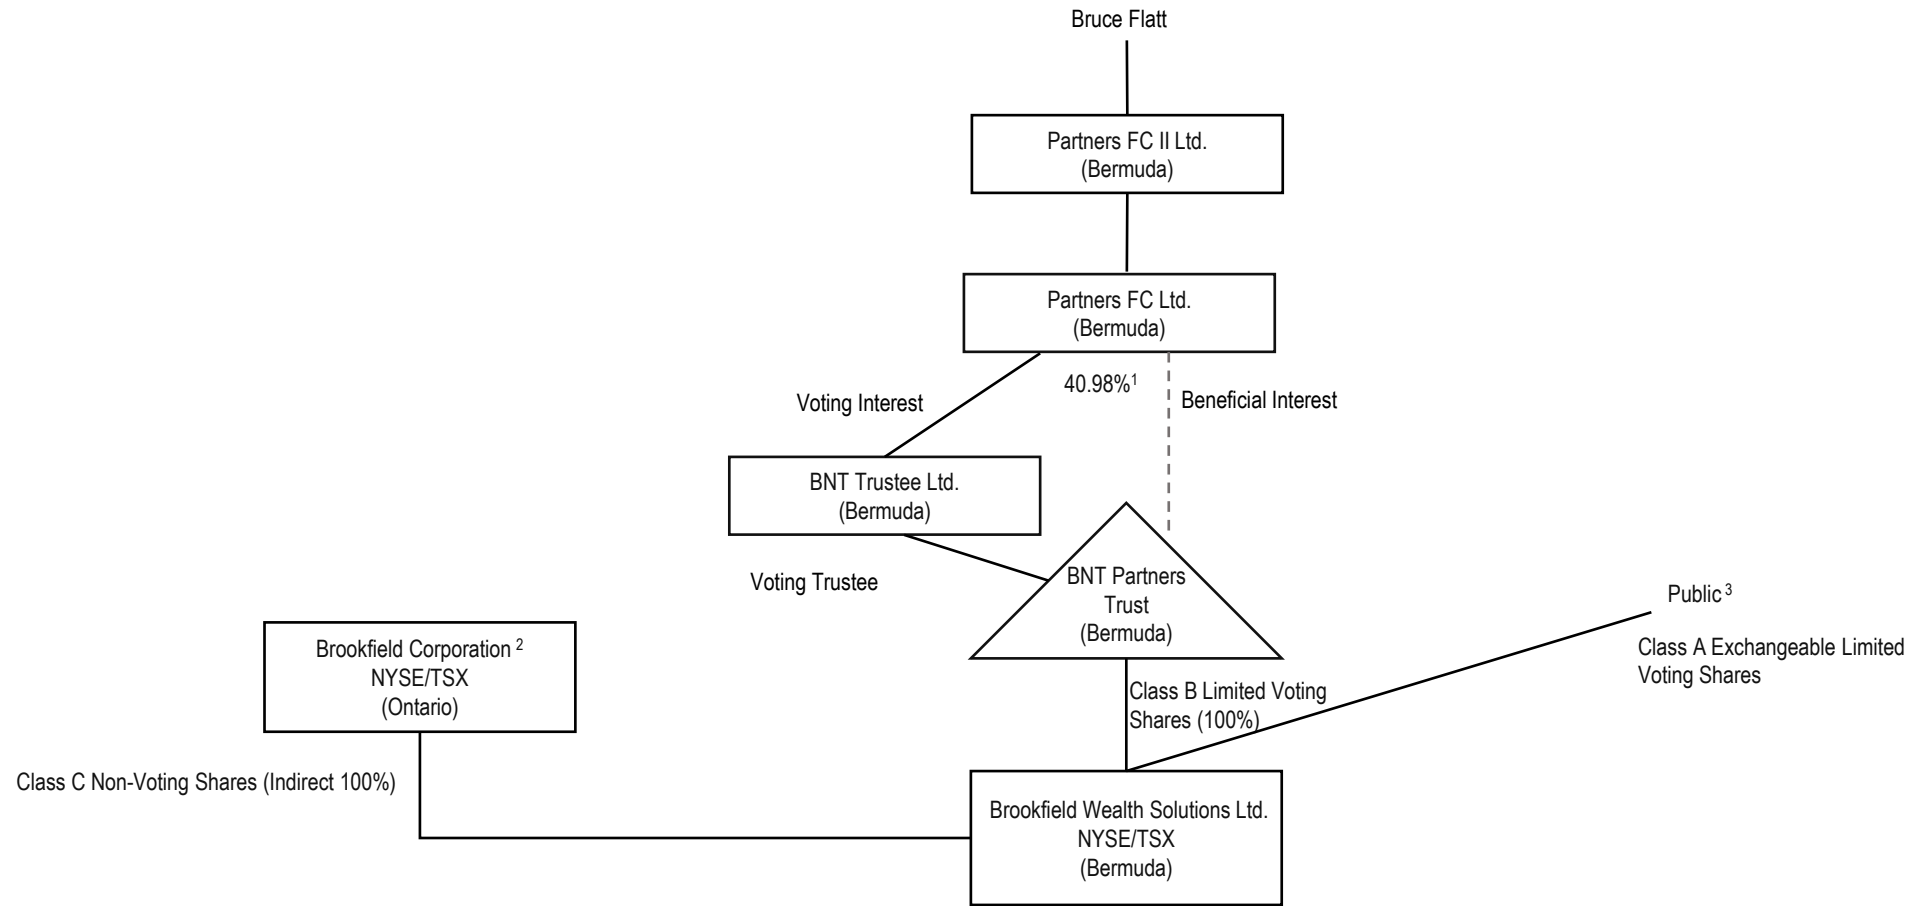 Bruce Flatt
Partners FC II Ltd.
(Bermuda)
Partners FC Ltd.
(Bermuda)
40.98%¹
Voting Interest
Beneficial Interest
BNT Trustee Ltd.
(Bermuda)
Voting Trustee
BNT Partners
Trust
(Bermuda)
Public ³
Class A Exchangeable Limited
Voting Shares
Brookfield Corporation ²
NYSE/TSX
(Ontario)
Class B Limited Voting
Shares (100%)
Class C Non-Voting Shares (Indirect 100%)
Brookfield Wealth Solutions Ltd.
NYSE/TSX
(Bermuda)